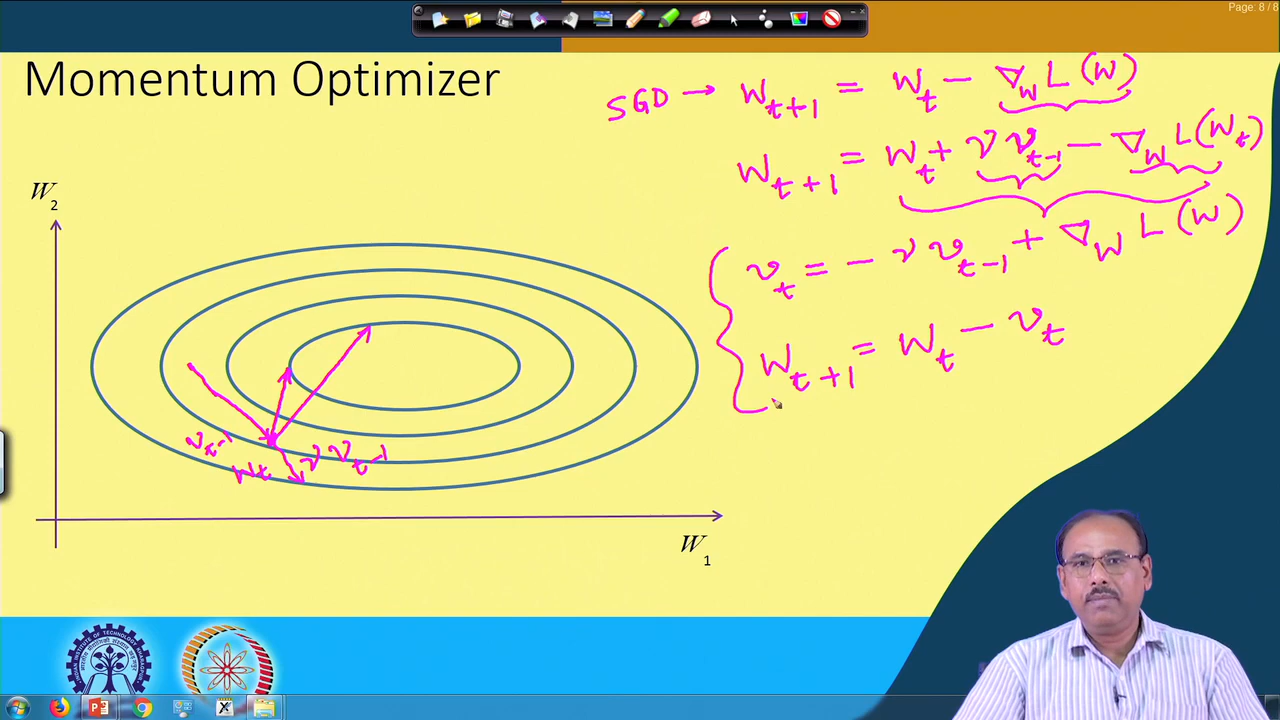 Page: 8 / 8
Momentum Optimizer
SGD → W_{t+1} = W_t − ∇_W L(W)
W_{t+1} = W_t + ν v_{t-1} − ∇_W L(W_t)
v_t = − ν v_{t-1} + ∇_W L(W)
W_{t+1} = W_t − v_t
W_2
v_{t-1}
W_t
ν v_{t-1}
W_1